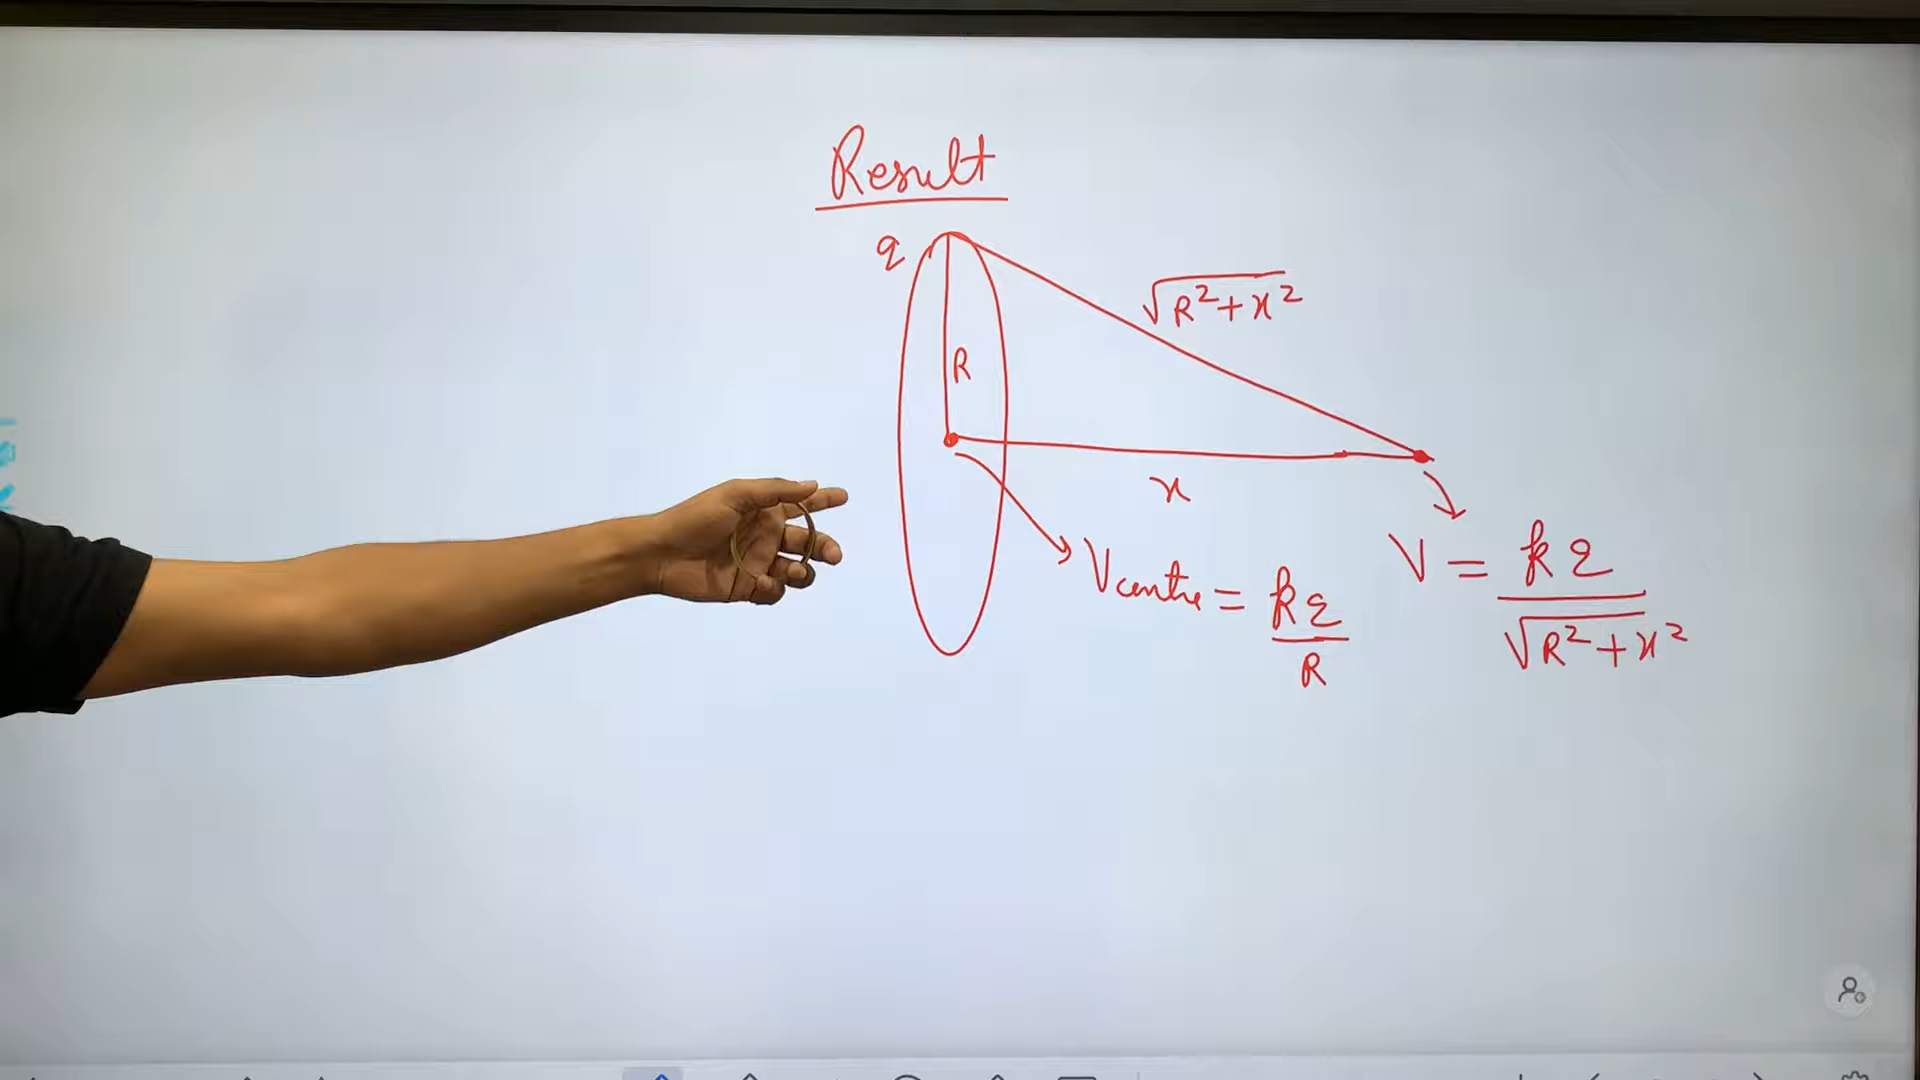 Result
q
√R²+x²
R
x
V = kq / √R²+x²
Vcentre = kq / R